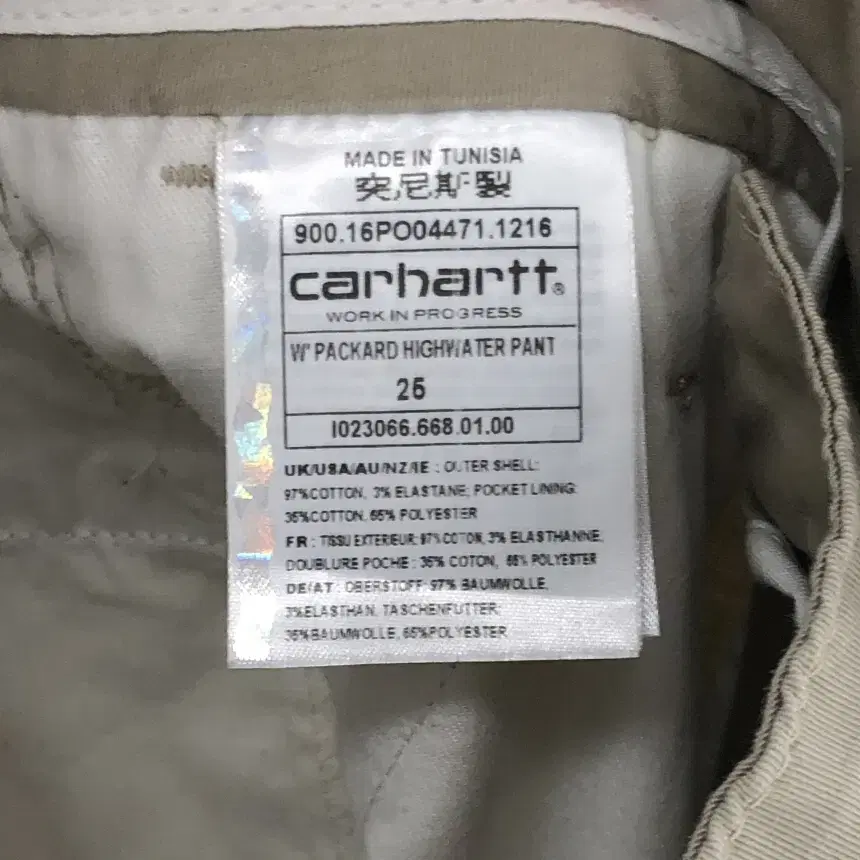 MADE IN TUNISIA
突尼斯製
900.16PO04471.1216
carhartt®
WORK IN PROGRESS
W' PACKARD HIGHWATER PANT
25
I023066.668.01.00
UK/USA/AU/NZ/IE : OUTER SHELL:
97%COTTON, 3% ELASTANE; POCKET LINING:
35%COTTON, 65% POLYESTER
FR : TISSU EXTERIEUR: 97% COTON, 3% ELASTHANNE;
DOUBLURE POCHE : 35% COTON, 65% POLYESTER
DE/AT : OBERSTOFF: 97% BAUMWOLLE,
3%ELASTHAN; TASCHENFUTTER:
35%BAUMWOLLE, 65%POLYESTER